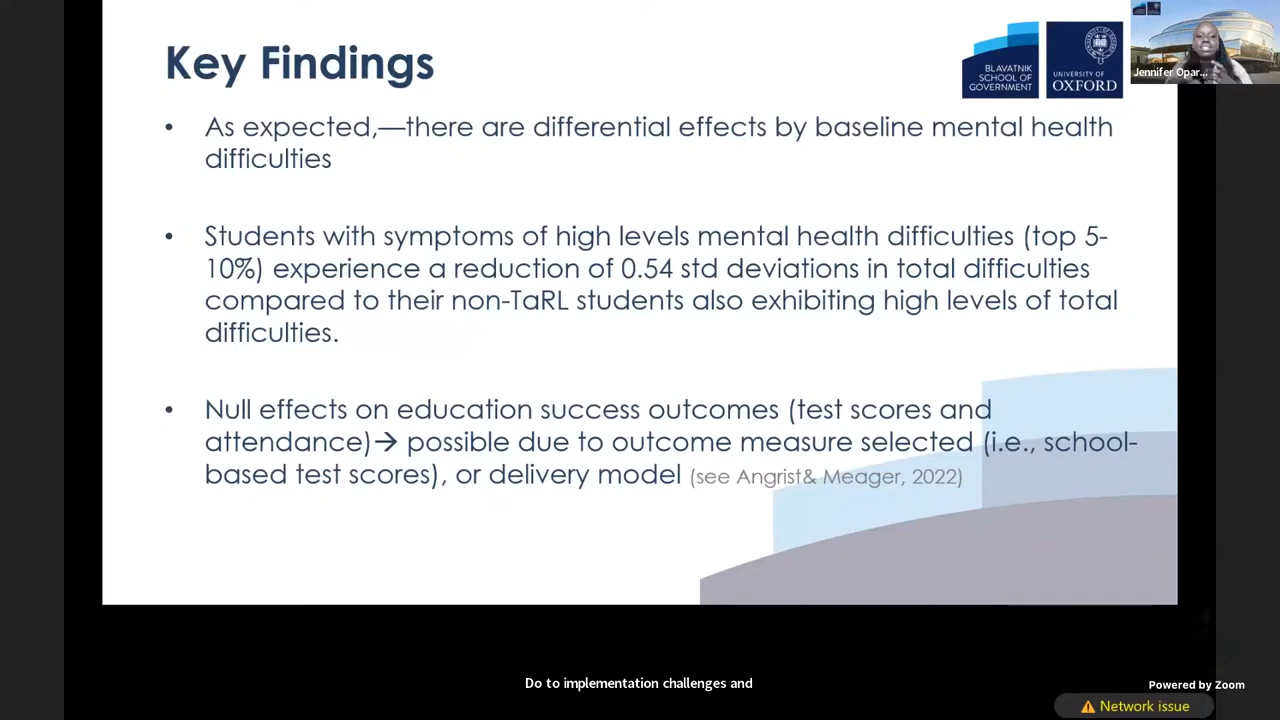 Key Findings
BLAVATNIK
SCHOOL OF
GOVERNMENT
UNIVERSITY OF
OXFORD
Jennifer Opar...
• As expected,—there are differential effects by baseline mental health
difficulties
• Students with symptoms of high levels mental health difficulties (top 5-
10%) experience a reduction of 0.54 std deviations in total difficulties
compared to their non-TaRL students also exhibiting high levels of total
difficulties.
• Null effects on education success outcomes (test scores and
attendance)→ possible due to outcome measure selected (i.e., school-
based test scores), or delivery model (see Angrist& Meager, 2022)
Do to implementation challenges and
Powered by Zoom
Network issue